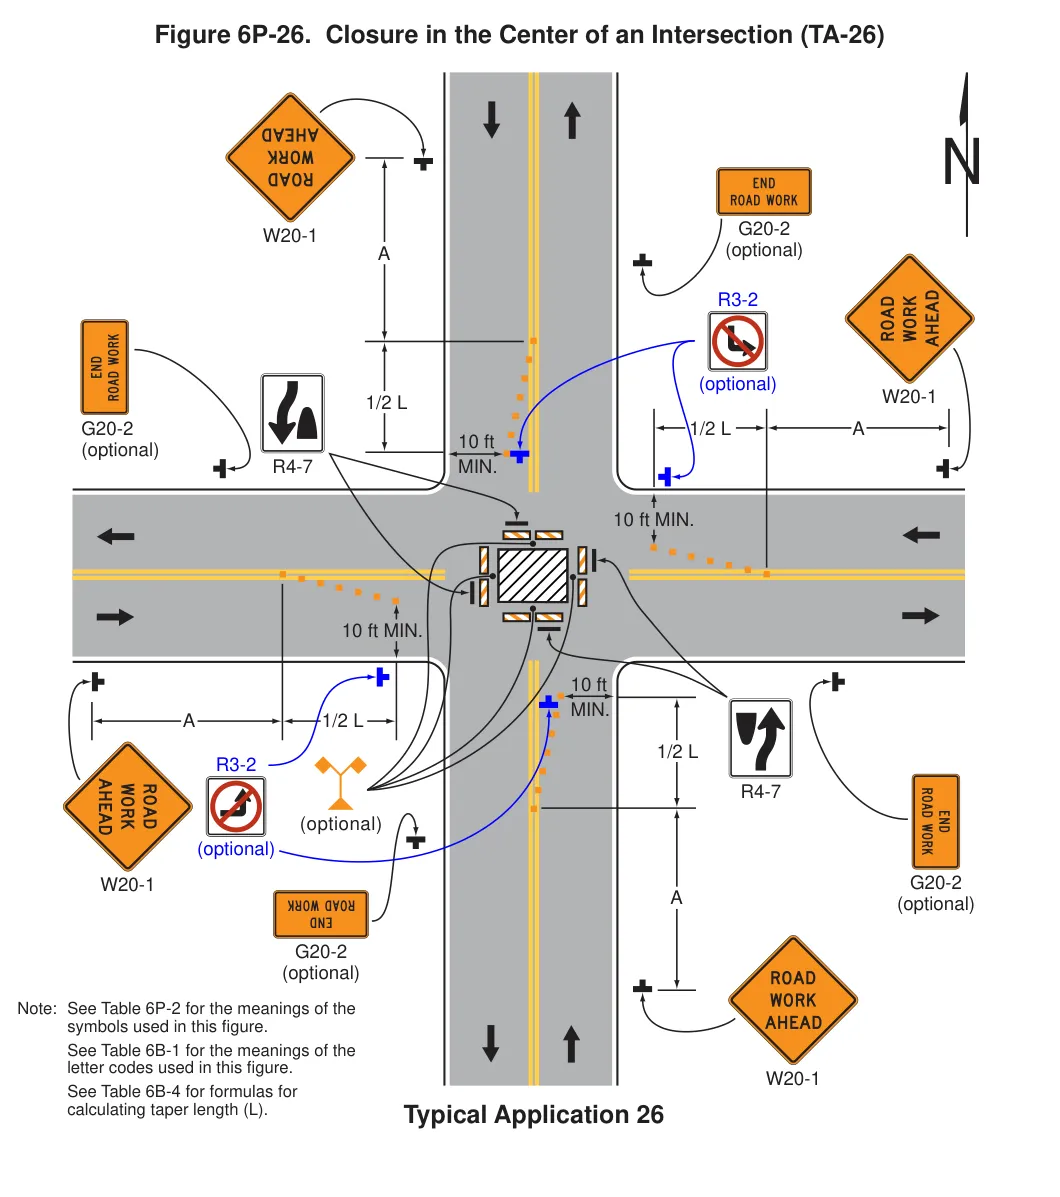 Figure 6P-26.  Closure in the Center of an Intersection (TA-26)
ROAD
WORK
AHEAD
W20-1
A
N
END
ROAD WORK
G20-2
(optional)
R3-2
(optional)
ROAD
WORK
AHEAD
W20-1
END
ROAD WORK
G20-2
(optional)
R4-7
1/2 L
10 ft
MIN.
1/2 L
A
10 ft MIN.
10 ft MIN.
A
1/2 L
10 ft
MIN.
1/2 L
R4-7
ROAD
WORK
AHEAD
W20-1
R3-2
(optional)
(optional)
END
ROAD WORK
G20-2
(optional)
END
ROAD WORK
G20-2
(optional)
A
ROAD
WORK
AHEAD
W20-1
Note: See Table 6P-2 for the meanings of the
symbols used in this figure.
See Table 6B-1 for the meanings of the
letter codes used in this figure.
See Table 6B-4 for formulas for
calculating taper length (L).
Typical Application 26